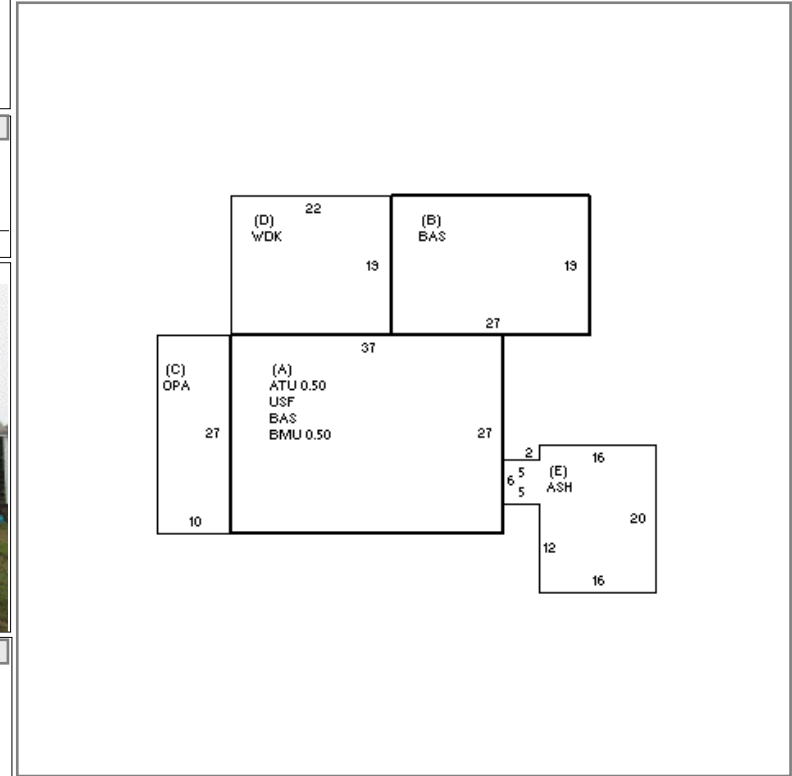 22
(D)
WDK
19
(B)
BAS
19
27
37
(C)
OPA
(A)
ATU 0.50
USF
BAS
BMU 0.50
27
27
10
2
16
5
6
5
(E)
ASH
20
12
16